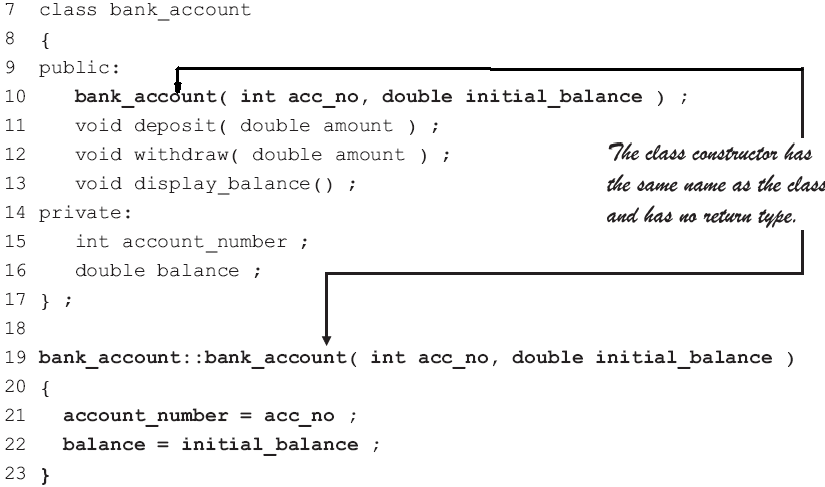 7 class bank_account
8 {
9 public:
10 bank_account( int acc_no, double initial_balance ) ;
11 void deposit( double amount ) ;
12 void withdraw( double amount ) ;
13 void display_balance() ;
14 private:
15 int account_number ;
16 double balance ;
17 } ;
18
19 bank_account::bank_account( int acc_no, double initial_balance )
20 {
21 account_number = acc_no ;
22 balance = initial_balance ;
23 }
The class constructor has
the same name as the class
and has no return type.